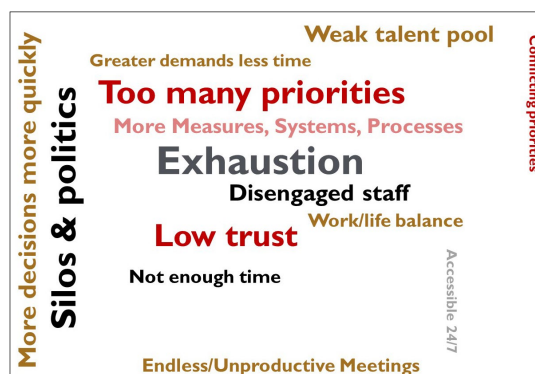 Weak talent pool
Greater demands less time
Too many priorities
More Measures, Systems, Processes
Exhaustion
Disengaged staff
Work/life balance
Low trust
Not enough time
Endless/Unproductive Meetings
More decisions more quickly
Silos & politics
Accessible 24/7
Conflicting priorities